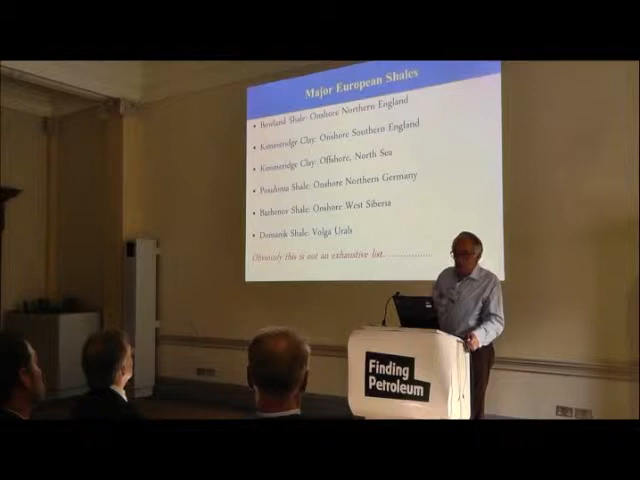 Major European Shales
• Bowland Shale: Onshore Northern England
• Kimmeridge Clay: Onshore Southern England
• Kimmeridge Clay: Offshore, North Sea
• Posidonia Shale: Onshore Northern Germany
• Bazhenov Shale: Onshore West Siberia
• Domanik Shale: Volga Urals
Obviously this is not an exhaustive list..................
Finding
Petroleum